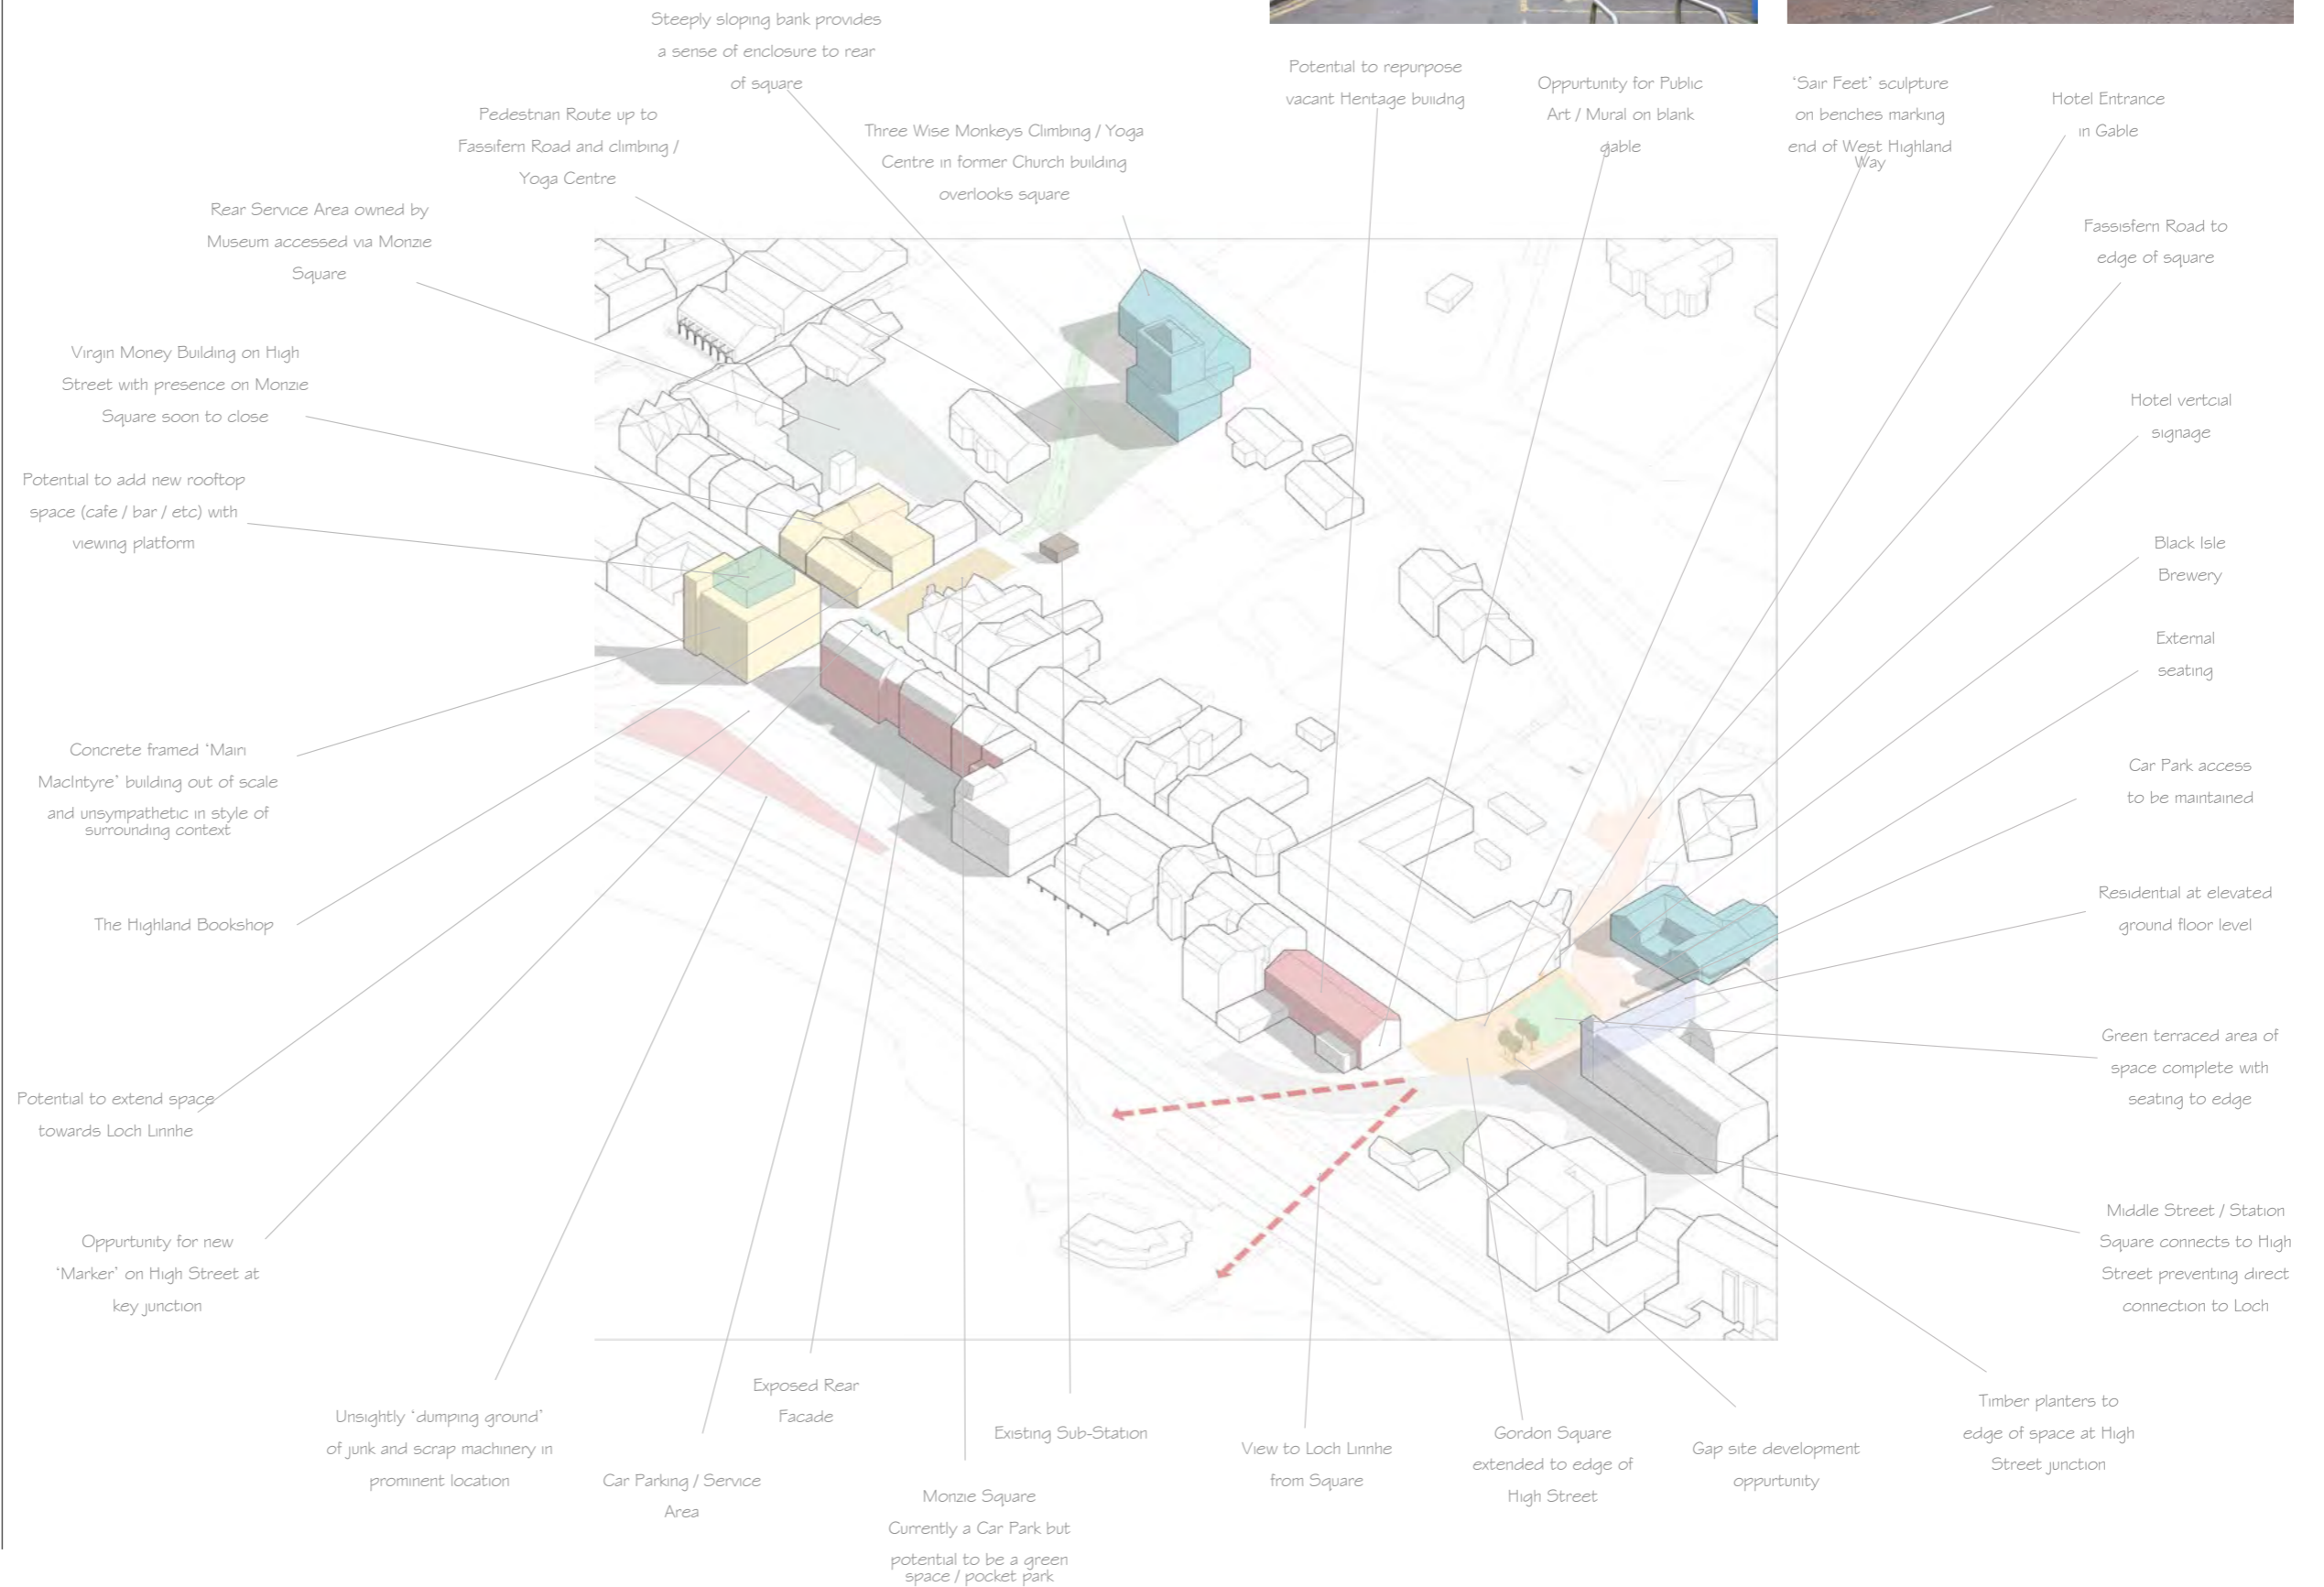 Steeply sloping bank provides
a sense of enclosure to rear
of square
Potential to repurpose
vacant Heritage buildng
Oppurtunity for Public
Art / Mural on blank
gable
'Sair Feet' sculpture
on benches marking
end of West Highland
Way
Hotel Entrance
in Gable
Pedestrian Route up to
Fassifern Road and climbing /
Yoga Centre
Three Wise Monkeys Climbing / Yoga
Centre in former Church building
overlooks square
Rear Service Area owned by
Museum accessed via Monzie
Square
Fassisfern Road to
edge of square
Virgin Money Building on High
Street with presence on Monzie
Square soon to close
Hotel vertcial
signage
Potential to add new rooftop
space (cafe / bar / etc) with
viewing platform
Black Isle
Brewery
External
seating
Concrete framed 'Mairi
MacIntyre' building out of scale
and unsympathetic in style of
surrounding context
Car Park access
to be maintained
The Highland Bookshop
Residential at elevated
ground floor level
Green terraced area of
space complete with
seating to edge
Potential to extend space
towards Loch Linnhe
Middle Street / Station
Square connects to High
Street preventing direct
connection to Loch
Oppurtunity for new
'Marker' on High Street at
key junction
Unsightly 'dumping ground'
of junk and scrap machinery in
prominent location
Car Parking / Service
Area
Exposed Rear
Facade
Monzie Square
Currently a Car Park but
potential to be a green
space / pocket park
Existing Sub-Station
View to Loch Linnhe
from Square
Gordon Square
extended to edge of
High Street
Gap site development
oppurtunity
Timber planters to
edge of space at High
Street junction